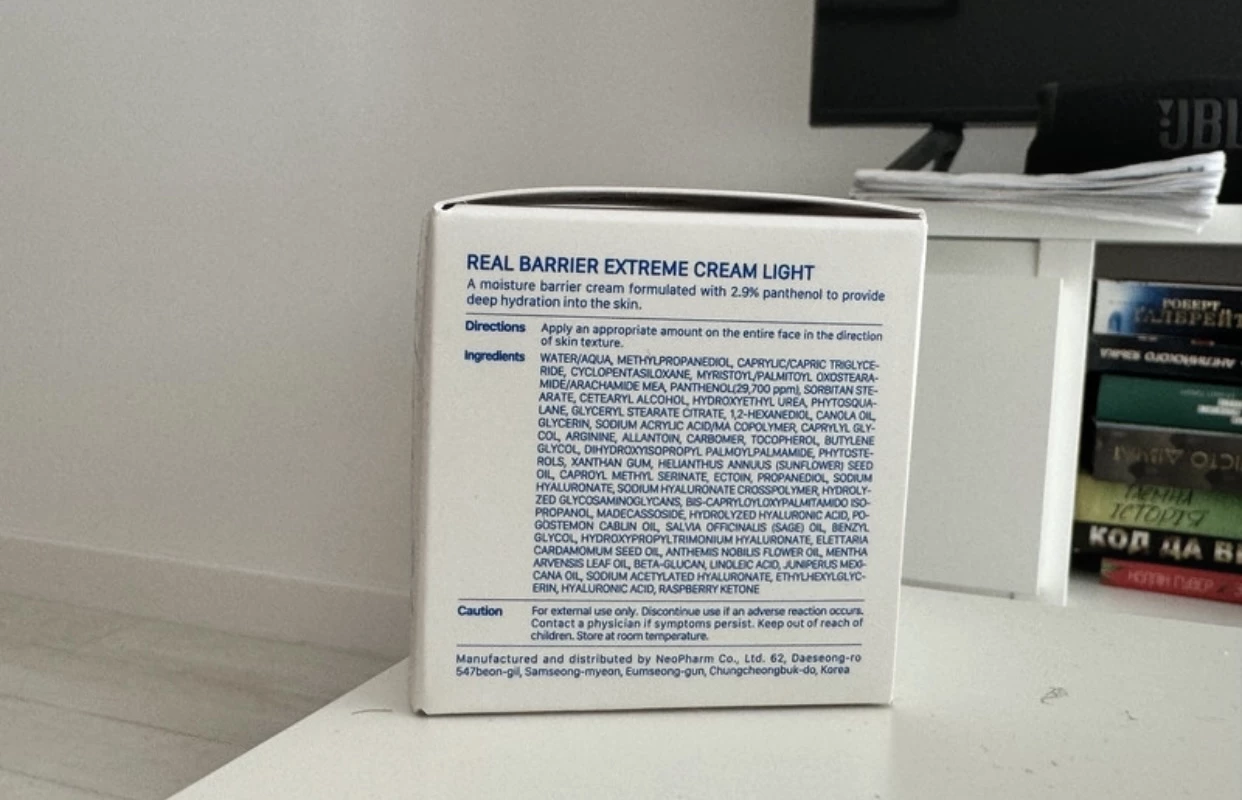 JBL
REAL BARRIER EXTREME CREAM LIGHT
A moisture barrier cream formulated with 2.9% panthenol to provide
deep hydration into the skin.
Directions Apply an appropriate amount on the entire face in the direction
of skin texture.
Ingredients WATER/AQUA, METHYLPROPANEDIOL, CAPRYLIC/CAPRIC TRIGLYCE-
RIDE, CYCLOPENTASILOXANE, MYRISTOYL/PALMITOYL OXOSTEARA-
MIDE/ARACHAMIDE MEA, PANTHENOL(29,700 ppm), SORBITAN STE-
ARATE, CETEARYL ALCOHOL, HYDROXYETHYL UREA, PHYTOSQUA-
LANE, GLYCERYL STEARATE CITRATE, 1,2-HEXANEDIOL, CANOLA OIL,
GLYCERIN, SODIUM ACRYLIC ACID/MA COPOLYMER, CAPRYLYL GLY-
COL, ARGININE, ALLANTOIN, CARBOMER, TOCOPHEROL, BUTYLENE
GLYCOL, DIHYDROXYISOPROPYL PALMOYLPALMAMIDE, PHYTOSTE-
ROLS, XANTHAN GUM, HELIANTHUS ANNUUS (SUNFLOWER) SEED
OIL, CAPROYL METHYL SERINATE, ECTOIN, PROPANEDIOL, SODIUM
HYALURONATE, SODIUM HYALURONATE CROSSPOLYMER, HYDROLY-
ZED GLYCOSAMINOGLYCANS, BIS-CAPRYLOYLOXYPALMITAMIDO ISO-
PROPANOL, MADECASSOSIDE, HYDROLYZED HYALURONIC ACID, PO-
GOSTEMON CABLIN OIL, SALVIA OFFICINALIS (SAGE) OIL, BENZYL
GLYCOL, HYDROXYPROPYLTRIMONIUM HYALURONATE, ELETTARIA
CARDAMOMUM SEED OIL, ANTHEMIS NOBILIS FLOWER OIL, MENTHA
ARVENSIS LEAF OIL, BETA-GLUCAN, LINOLEIC ACID, JUNIPERUS MEXI-
CANA OIL, SODIUM ACETYLATED HYALURONATE, ETHYLHEXYLGLYC-
ERIN, HYALURONIC ACID, RASPBERRY KETONE
Caution For external use only. Discontinue use if an adverse reaction occurs.
Contact a physician if symptoms persist. Keep out of reach of
children. Store at room temperature.
Manufactured and distributed by NeoPharm Co., Ltd. 62, Daeseong-ro
547beon-gil, Samseong-myeon, Eumseong-gun, Chungcheongbuk-do, Korea
РОБЕРТ
ҐАЛБРЕЙТ
АНГЛИЙСКОГО ЯЗЫКА
ТАЄМНА
ІСТОРІЯ
КОД ДА ВІ
КОЛЛІН ГУВЕР